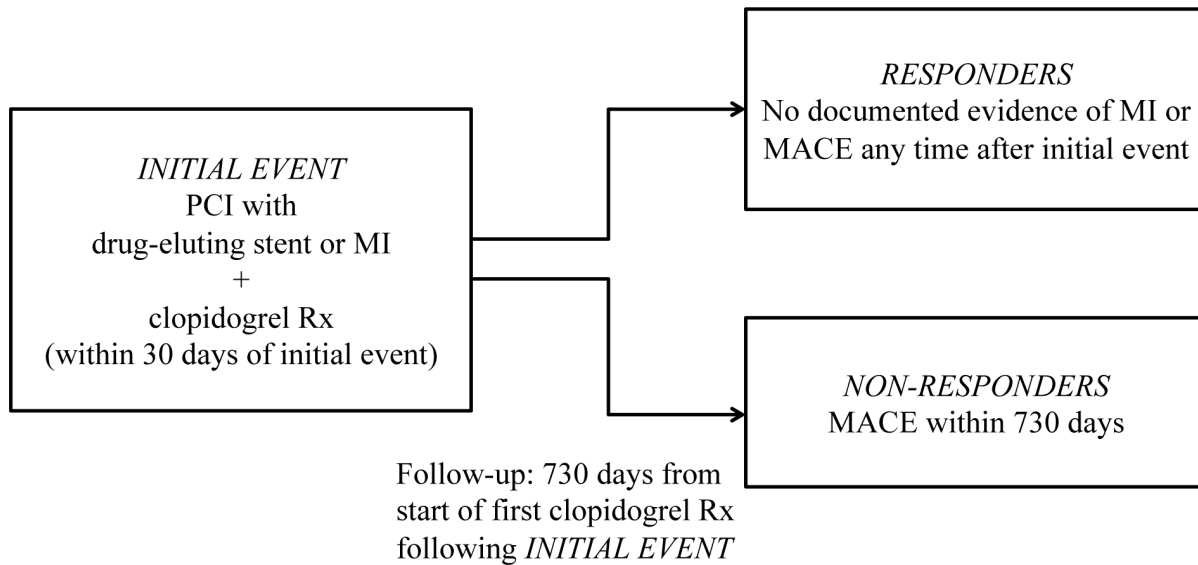 INITIAL EVENT
PCI with
drug-eluting stent or MI
+
clopidogrel Rx
(within 30 days of initial event)
RESPONDERS
No documented evidence of MI or
MACE any time after initial event
NON-RESPONDERS
MACE within 730 days
Follow-up: 730 days from
start of first clopidogrel Rx
following INITIAL EVENT